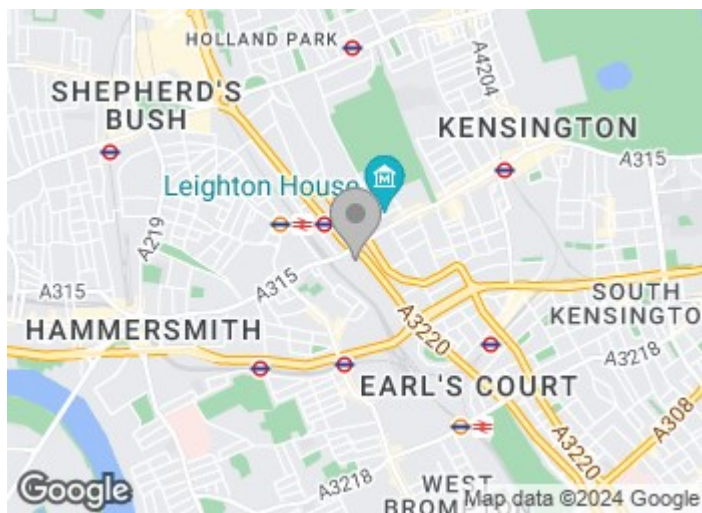 HOLLAND PARK
A4204
SHEPHERD'S
BUSH
KENSINGTON
A315
Leighton House
M
A219
A315
A315
SOUTH
KENSINGTO
HAMMERSMITH
A3220
A3218
EARL'S COURT
A308
A3220
A3218
WEST
BROMPTON
Google
Map data ©2024 Google